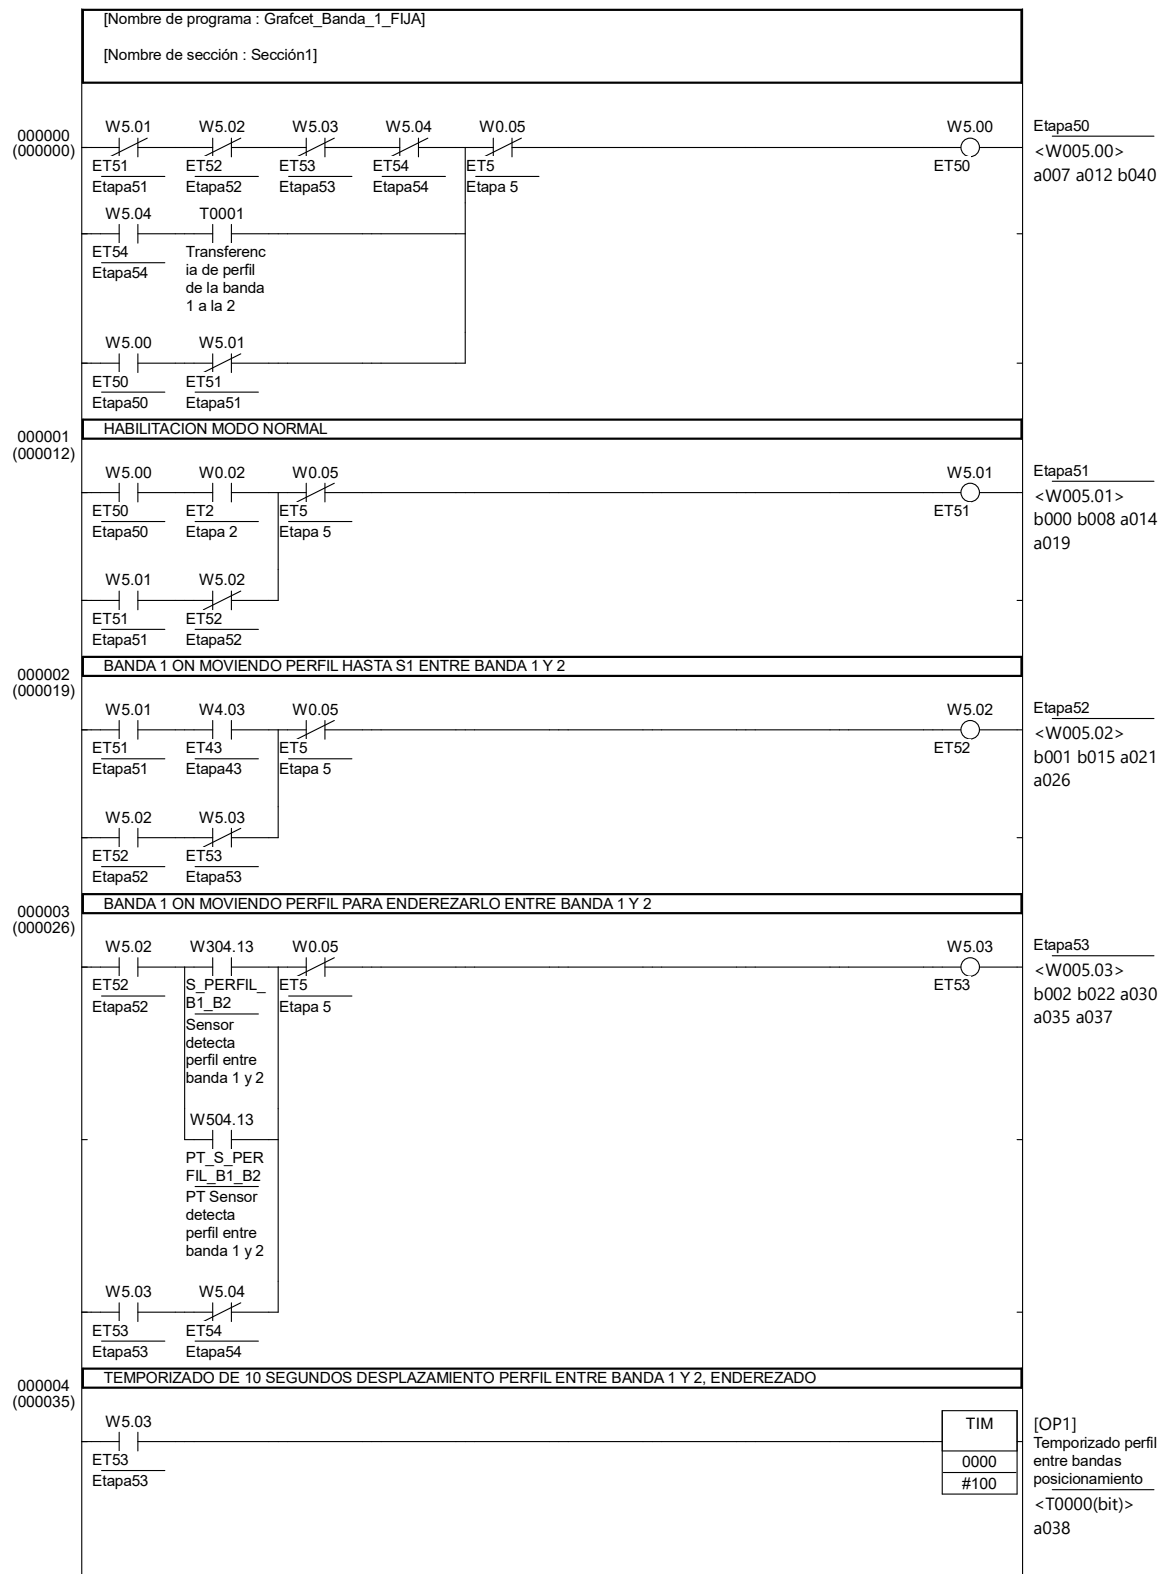 [Nombre de programa : Grafcet_Banda_1_FIJA]
[Nombre de sección : Sección1]
000000
(000000)
W5.01 W5.02 W5.03 W5.04 W0.05 W5.00
ET51 ET52 ET53 ET54 ET5 ET50
Etapa51 Etapa52 Etapa53 Etapa54 Etapa 5
Etapa50
<W005.00>
a007 a012 b040
W5.04 T0001
ET54 Transferenc
Etapa54 ia de perfil
de la banda
1 a la 2
W5.00 W5.01
ET50 ET51
Etapa50 Etapa51
000001
(000012)
HABILITACION MODO NORMAL
W5.00 W0.02 W0.05 W5.01
ET50 ET2 ET5 ET51
Etapa50 Etapa 2 Etapa 5
Etapa51
<W005.01>
b000 b008 a014
a019
W5.01 W5.02
ET51 ET52
Etapa51 Etapa52
000002
(000019)
BANDA 1 ON MOVIENDO PERFIL HASTA S1 ENTRE BANDA 1 Y 2
W5.01 W4.03 W0.05 W5.02
ET51 ET43 ET5 ET52
Etapa51 Etapa43 Etapa 5
Etapa52
<W005.02>
b001 b015 a021
a026
W5.02 W5.03
ET52 ET53
Etapa52 Etapa53
000003
(000026)
BANDA 1 ON MOVIENDO PERFIL PARA ENDEREZARLO ENTRE BANDA 1 Y 2
W5.02 W304.13 W0.05 W5.03
ET52 S_PERFIL_ ET5 ET53
Etapa52 B1_B2 Etapa 5
Sensor
detecta
perfil entre
banda 1 y 2
Etapa53
<W005.03>
b002 b022 a030
a035 a037
W504.13
PT_S_PER
FIL_B1_B2
PT Sensor
detecta
perfil entre
banda 1 y 2
W5.03 W5.04
ET53 ET54
Etapa53 Etapa54
000004
(000035)
TEMPORIZADO DE 10 SEGUNDOS DESPLAZAMIENTO PERFIL ENTRE BANDA 1 Y 2, ENDEREZADO
W5.03
ET53
Etapa53
TIM
0000
#100
[OP1]
Temporizado perfil
entre bandas
posicionamiento
<T0000(bit)>
a038